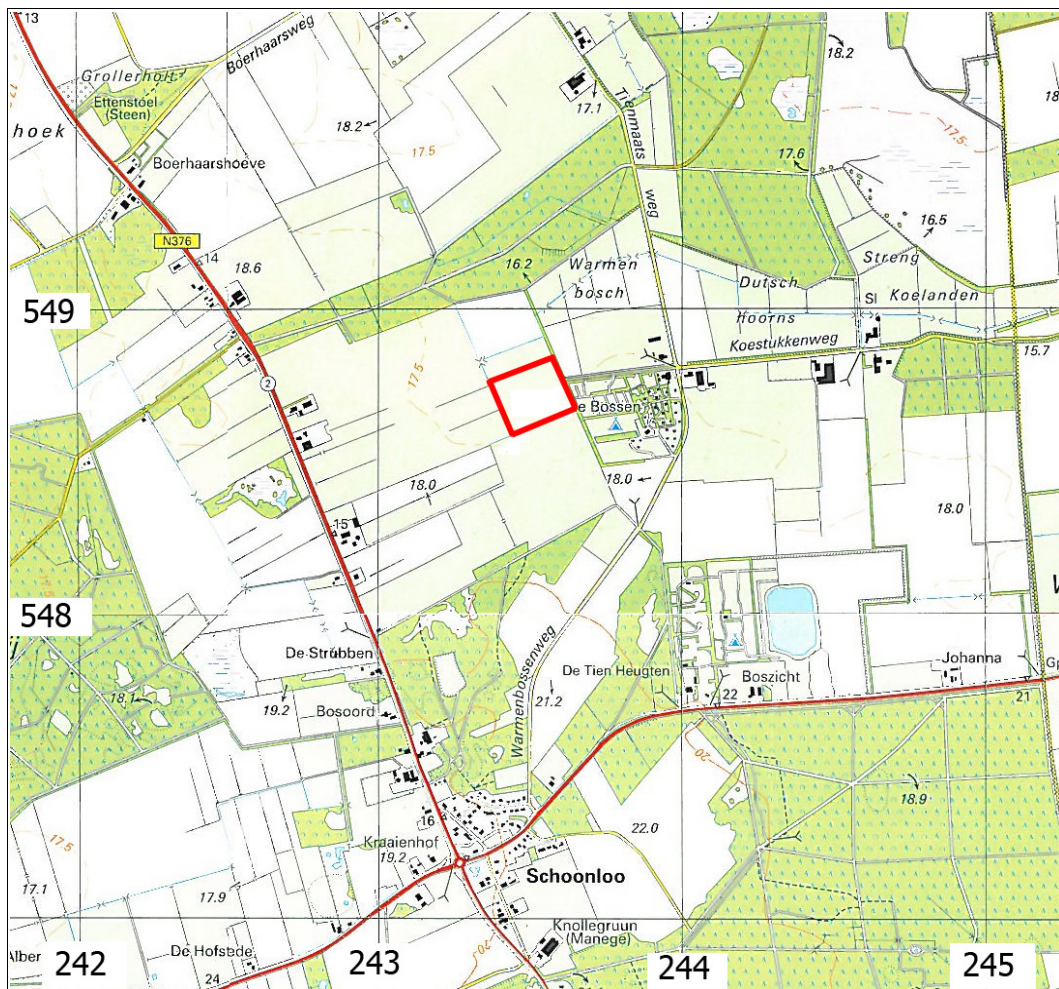 13
Boerhaarsweg
Grollerholt
Ettenstoel
(Steen)
hoek
17.5
18.2
17.1
Tienmaats
weg
18.2
17.5
17.6
18
Boerhaarshoeve
N376
14
18.6
16.2
Warmen
bosch
16.5
Streng
Dutsch
Koelanden
Sl
549
Hoorns
Koestukkenweg
15.7
17.5
2
e Bossen
18.0
18.0
18.0
15
548
Warmenbossenweg
De Strubben
De Tien Heugten
Boszicht
Johanna
22
21
18.1
19.2
21.2
Bosoord
20
18.9
16
22.0
17.5
Kraaienhof
19.2
17.1
17.9
Schoonloo
Knollegruun
(Manege)
De Hofstede
20
Alber
24
242
243
244
245